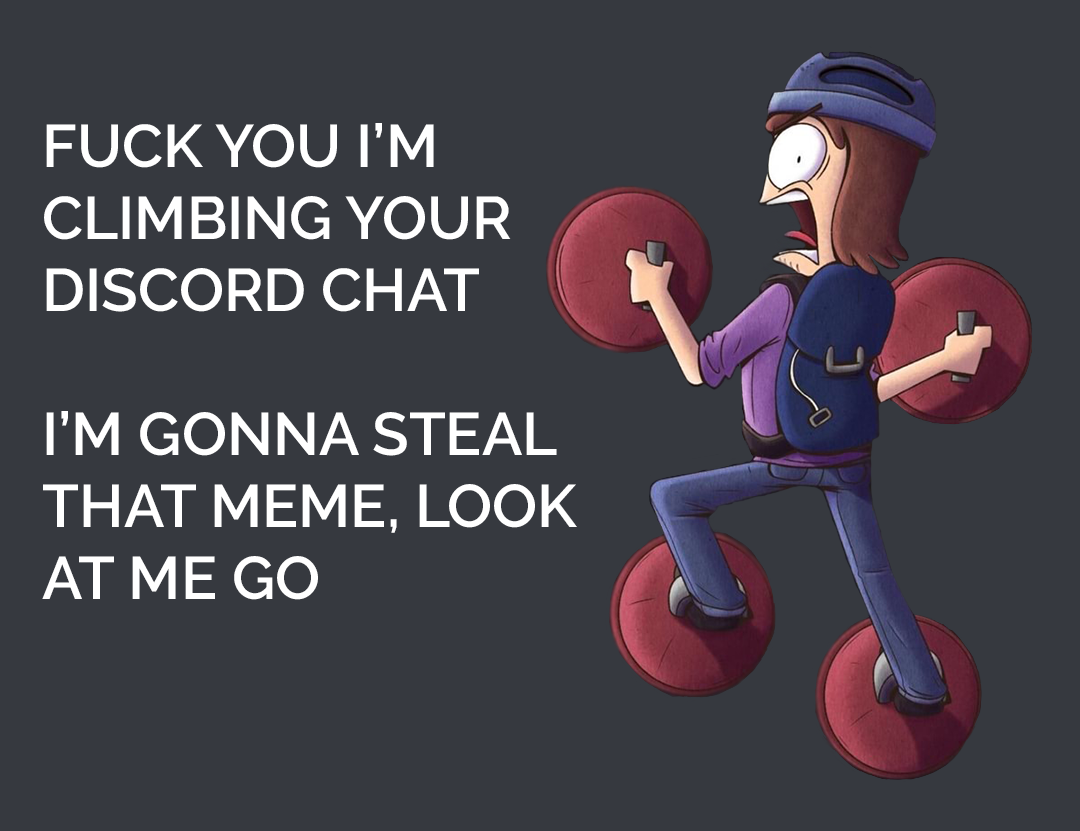 FUCK YOU I’M
CLIMBING YOUR
DISCORD CHAT
I’M GONNA STEAL
THAT MEME, LOOK
AT ME GO